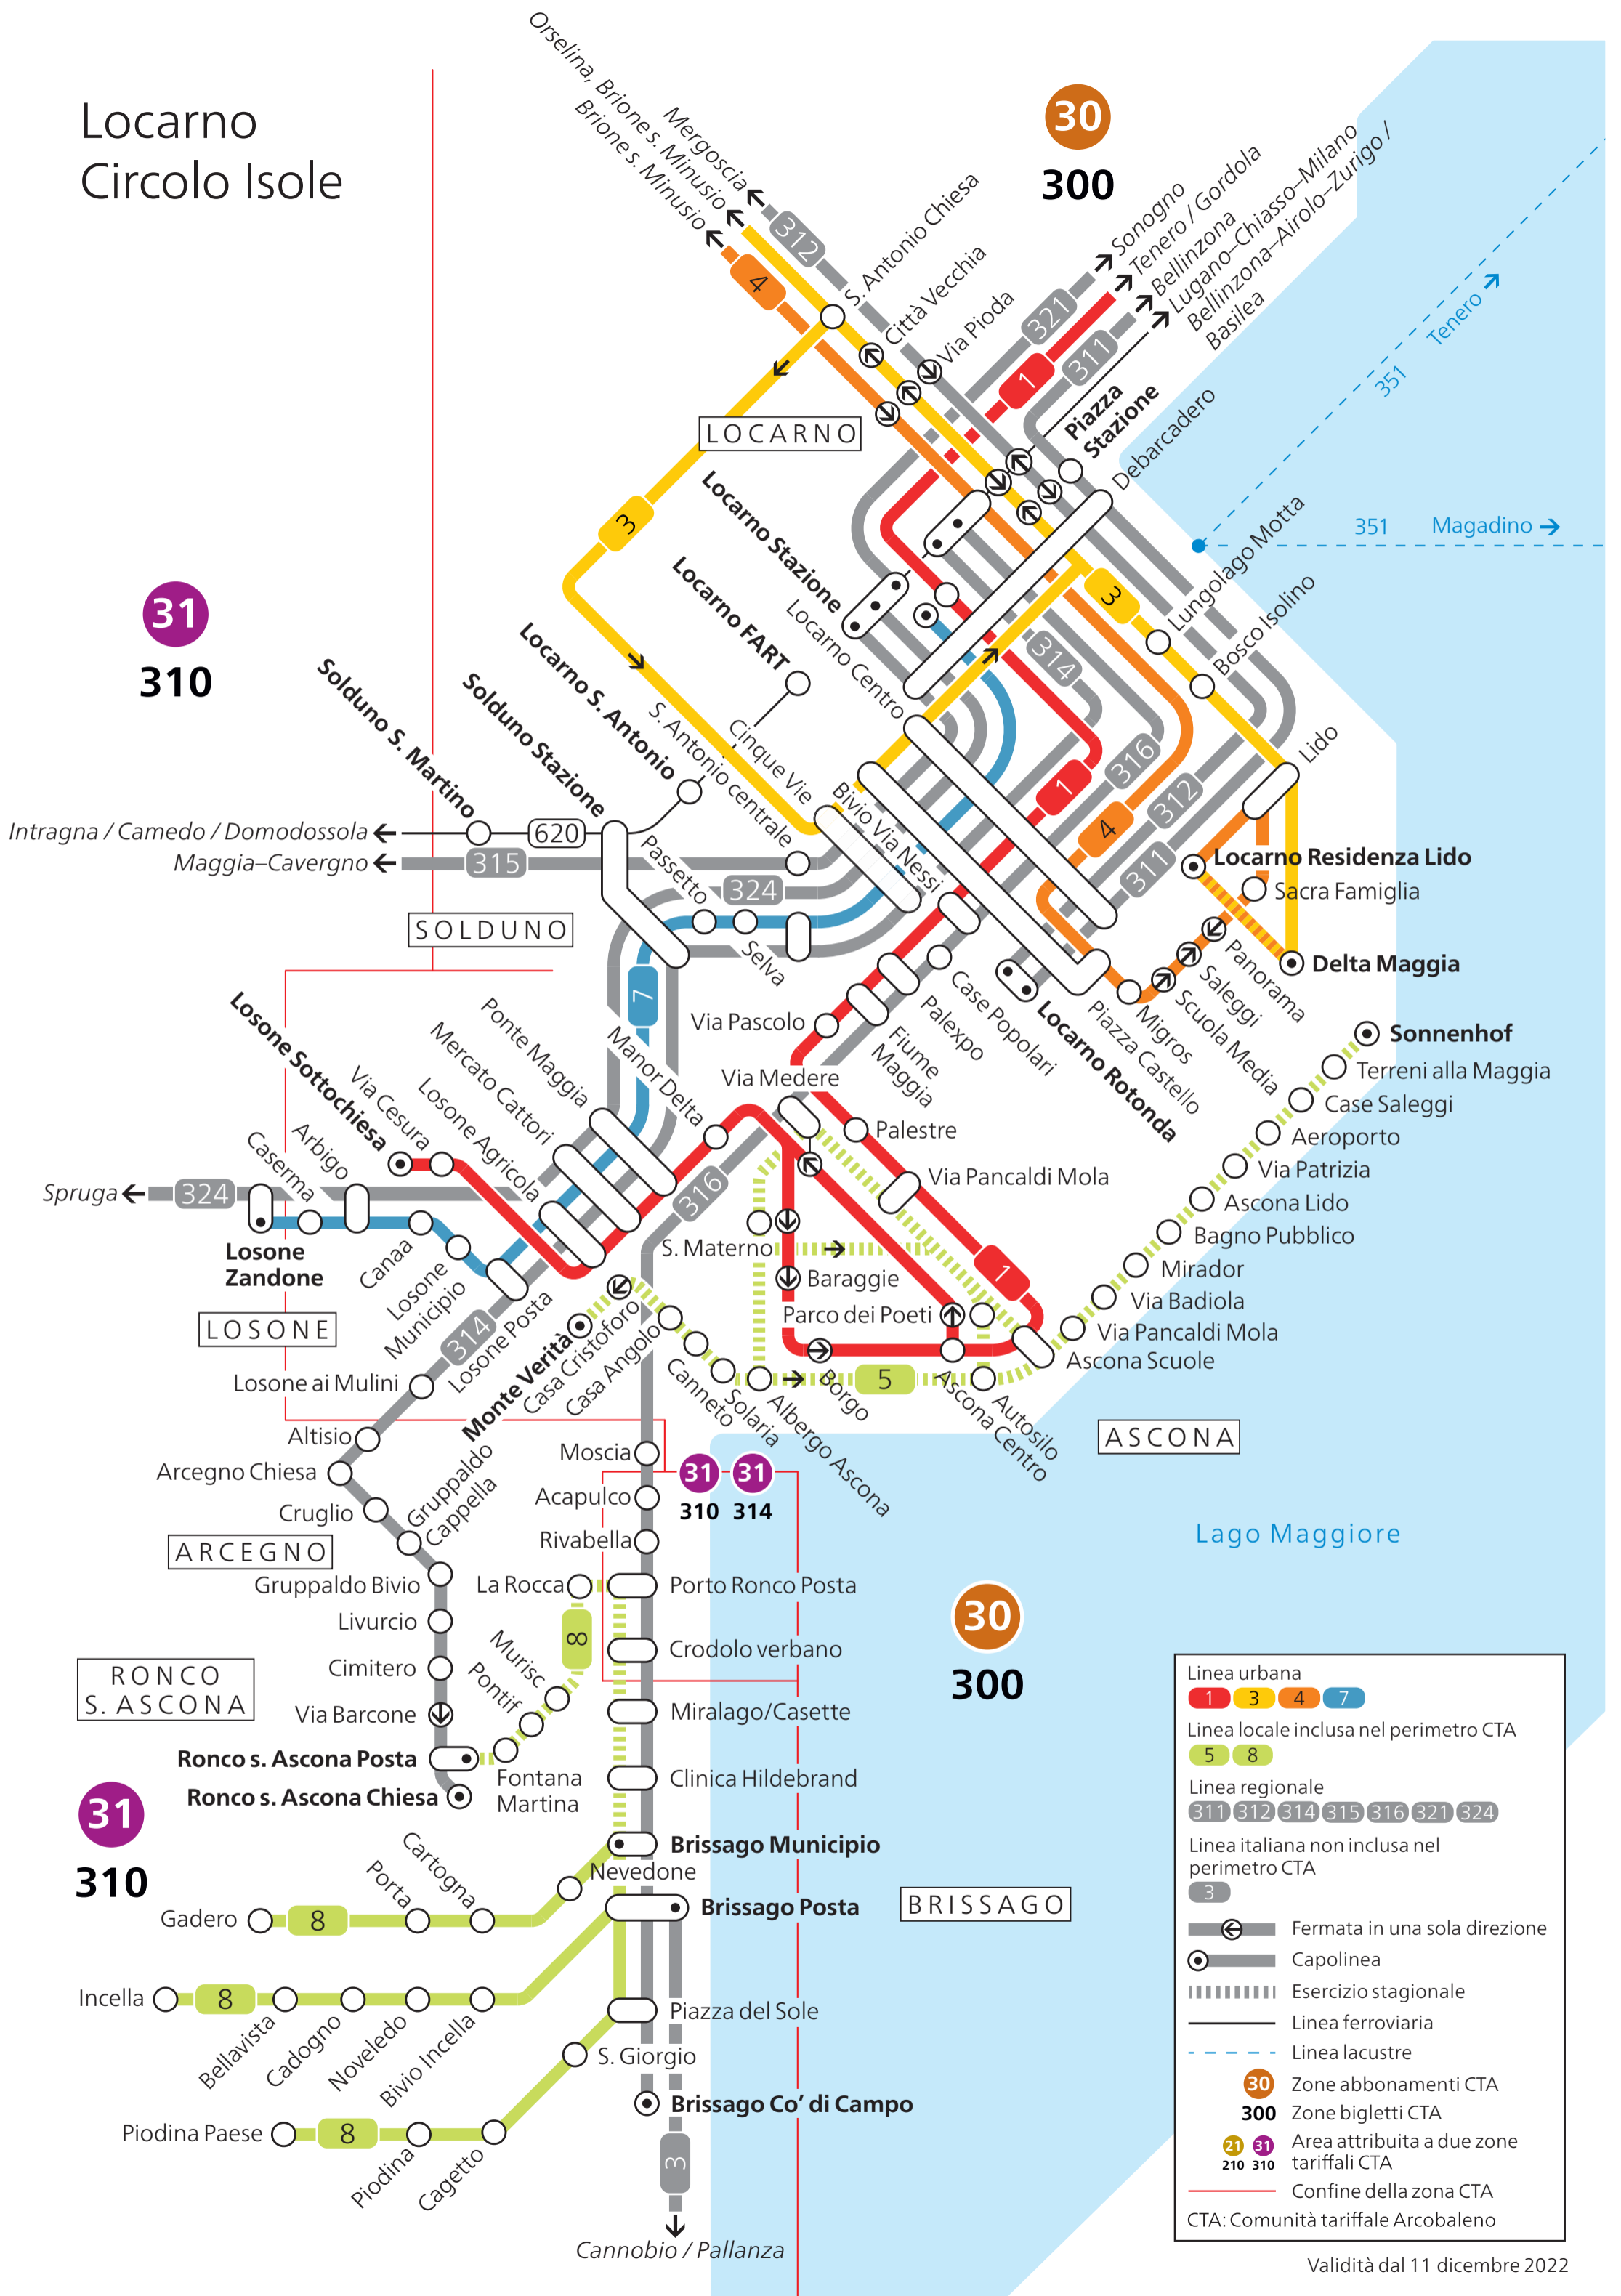 Locarno
Circolo Isole
30
300
Orselina, Brione s. Minusio
Brione s. Minusio
Mergoscia
312
4
S. Antonio Chiesa
Città Vecchia
Via Pioda
Sonogno
Tenero / Gordola
Bellinzona
Lugano–Chiasso–Milano
Bellinzona–Airolo–Zurigo /
Basilea
321
1
311
Piazza
Stazione
Debarcadero
351
Tenero
351
Magadino
LOCARNO
3
Locarno Stazione
Locarno FART
Locarno Centro
Lungolago Motta
Bosco Isolino
Lido
3
314
316
312
311
1
4
31
310
Solduno S. Martino
Solduno Stazione
Locarno S. Antonio
S. Antonio centrale
Cinque Vie
Bivio Via Nessi
Intragna / Camedo / Domodossola
620
Maggia–Cavergno
315
324
Passetto
Selva
SOLDUNO
7
Locarno Residenza Lido
Sacra Famiglia
Delta Maggia
Panorama
Saleggi
Scuola Media
Migros
Piazza Castello
Locarno Rotonda
Case Popolari
Palexpo
Fiume
Maggia
Via Pascolo
Via Medere
Manor Delta
Ponte Maggia
Mercato Cattori
Losone Agricola
Via Cesura
Losone Sottochiesa
Arbigo
Caserma
Spruga
324
Losone
Zandone
Canaa
Losone
Municipio
Losone Posta
LOSONE
314
316
Sonnenhof
Terreni alla Maggia
Case Saleggi
Aeroporto
Via Patrizia
Ascona Lido
Bagno Pubblico
Mirador
Via Badiola
Via Pancaldi Mola
Ascona Scuole
Palestre
Via Pancaldi Mola
1
S. Materno
Baraggie
Parco dei Poeti
5
Borgo
Ascona Centro
Autosilo
Albergo Ascona
Solaria
Canneto
Casa Angolo
Casa Cristoforo
Monte Verità
ASCONA
Losone ai Mulini
Altisio
Arcegno Chiesa
Cruglio
Gruppaldo
Cappella
ARCEGNO
Gruppaldo Bivio
Livurcio
Cimitero
Via Barcone
RONCO
S. ASCONA
Ronco s. Ascona Posta
Ronco s. Ascona Chiesa
Fontana
Martina
Pontif
Murisc
8
La Rocca
Moscia
Acapulco
Rivabella
31
310
31
314
Porto Ronco Posta
Crodolo verbano
Miralago/Casette
Clinica Hildebrand
Brissago Municipio
Nevedone
Brissago Posta
BRISSAGO
Lago Maggiore
30
300
31
310
Gadero
8
Porta
Cartogna
Incella
8
Bellavista
Cadogno
Noveledo
Bivio Incella
Piazza del Sole
S. Giorgio
Brissago Co’ di Campo
Piodina Paese
8
Piodina
Cagetto
3
Cannobio / Pallanza
Linea urbana
1 3 4 7
Linea locale inclusa nel perimetro CTA
5 8
Linea regionale
311 312 314 315 316 321 324
Linea italiana non inclusa nel
perimetro CTA
3
Fermata in una sola direzione
Capolinea
Esercizio stagionale
Linea ferroviaria
Linea lacustre
30 Zone abbonamenti CTA
300 Zone biglietti CTA
21 31 Area attribuita a due zone
210 310 tariffali CTA
Confine della zona CTA
CTA: Comunità tariffale Arcobaleno
Validità dal 11 dicembre 2022